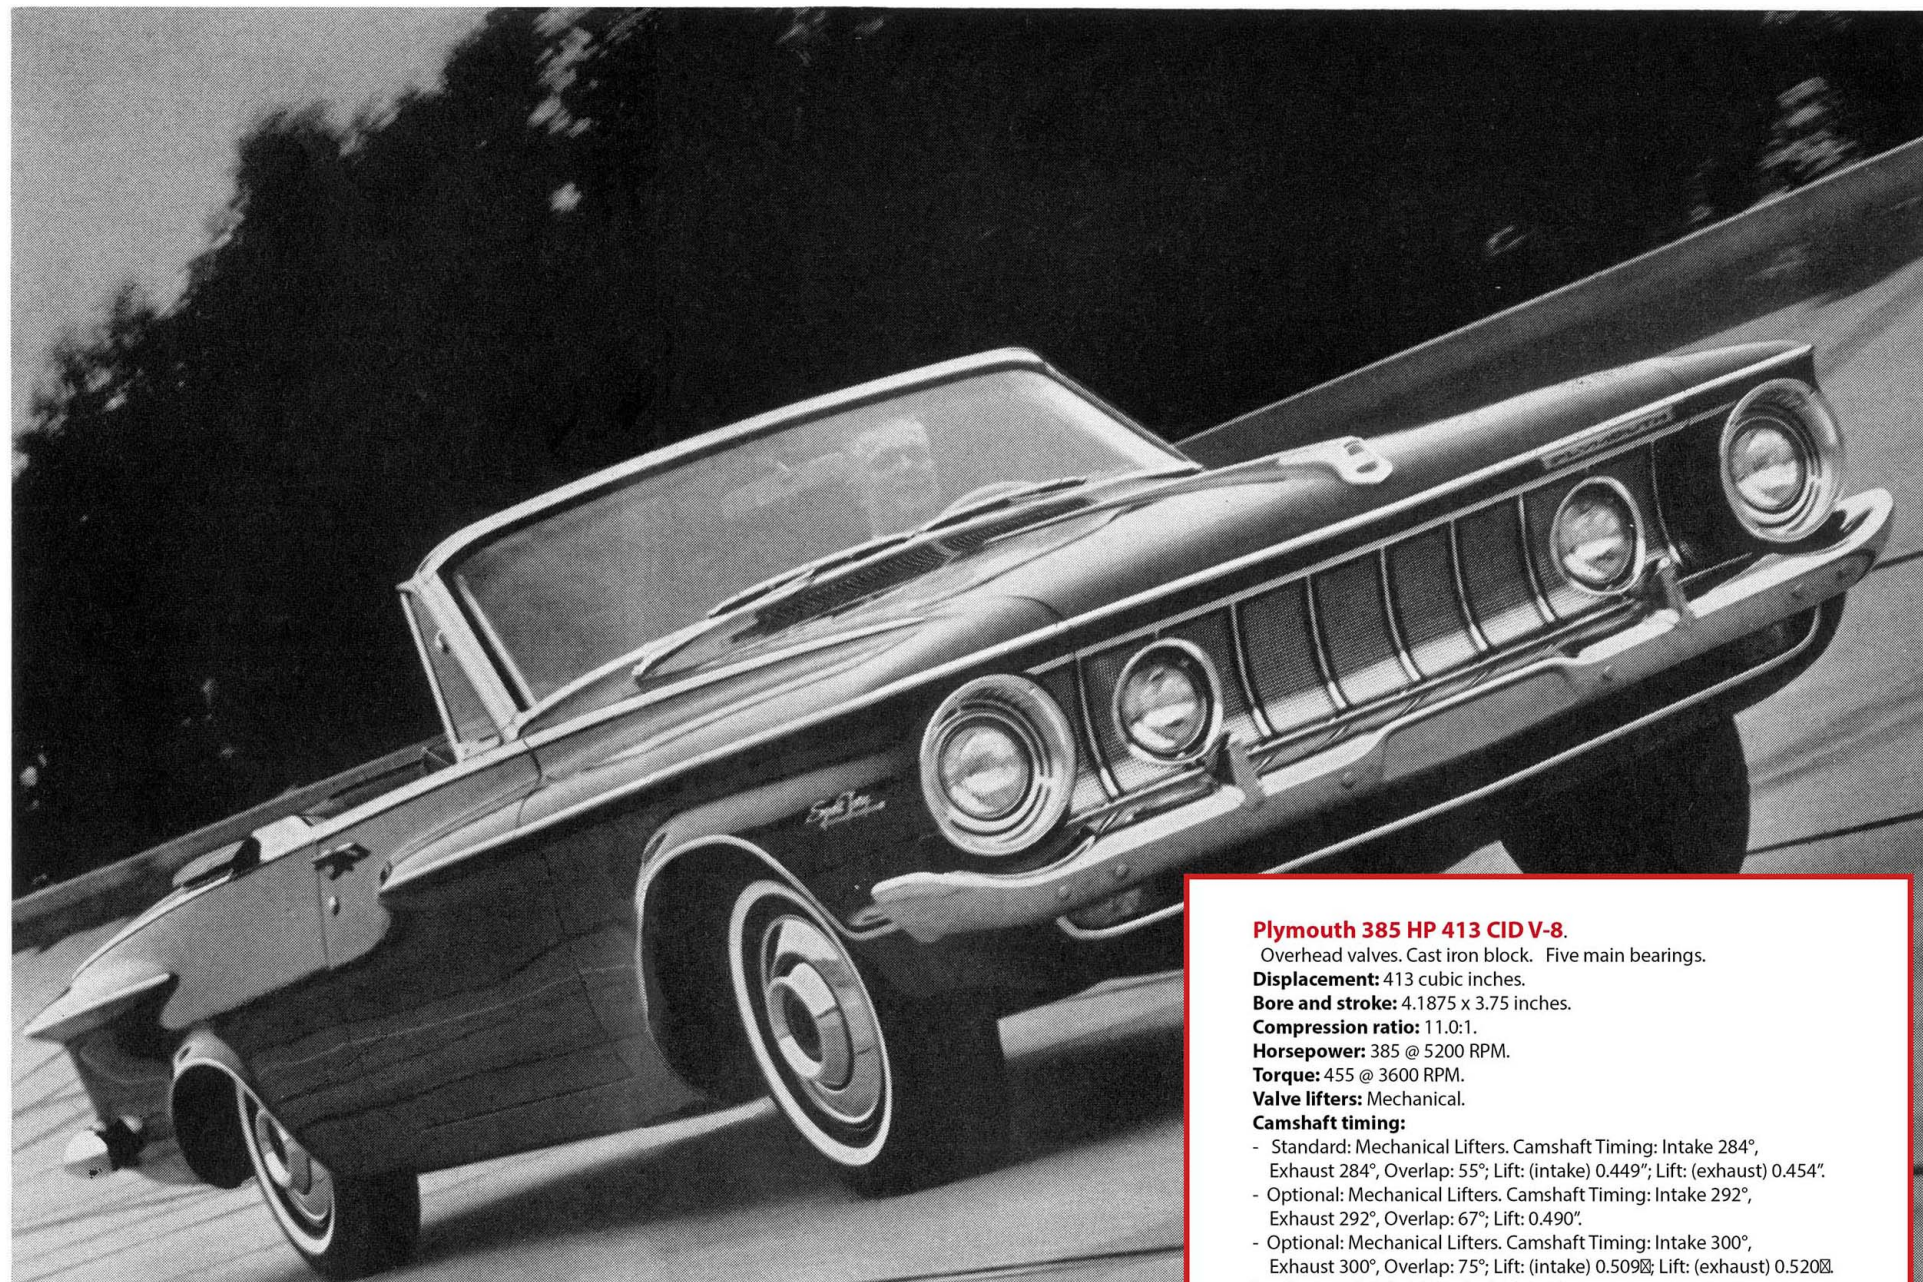 PLYMOUTH
Plymouth 385 HP 413 CID V-8.
Overhead valves. Cast iron block. Five main bearings.
Displacement: 413 cubic inches.
Bore and stroke: 4.1875 x 3.75 inches.
Compression ratio: 11.0:1.
Horsepower: 385 @ 5200 RPM.
Torque: 455 @ 3600 RPM.
Valve lifters: Mechanical.
Camshaft timing:
- Standard: Mechanical Lifters. Camshaft Timing: Intake 284°,
Exhaust 284°, Overlap: 55°; Lift: (intake) 0.449”; Lift: (exhaust) 0.454”.
- Optional: Mechanical Lifters. Camshaft Timing: Intake 292°,
Exhaust 292°, Overlap: 67°; Lift: 0.490”.
- Optional: Mechanical Lifters. Camshaft Timing: Intake 300°,
Exhaust 300°, Overlap: 75°; Lift: (intake) 0.509☒; Lift: (exhaust) 0.520☒.